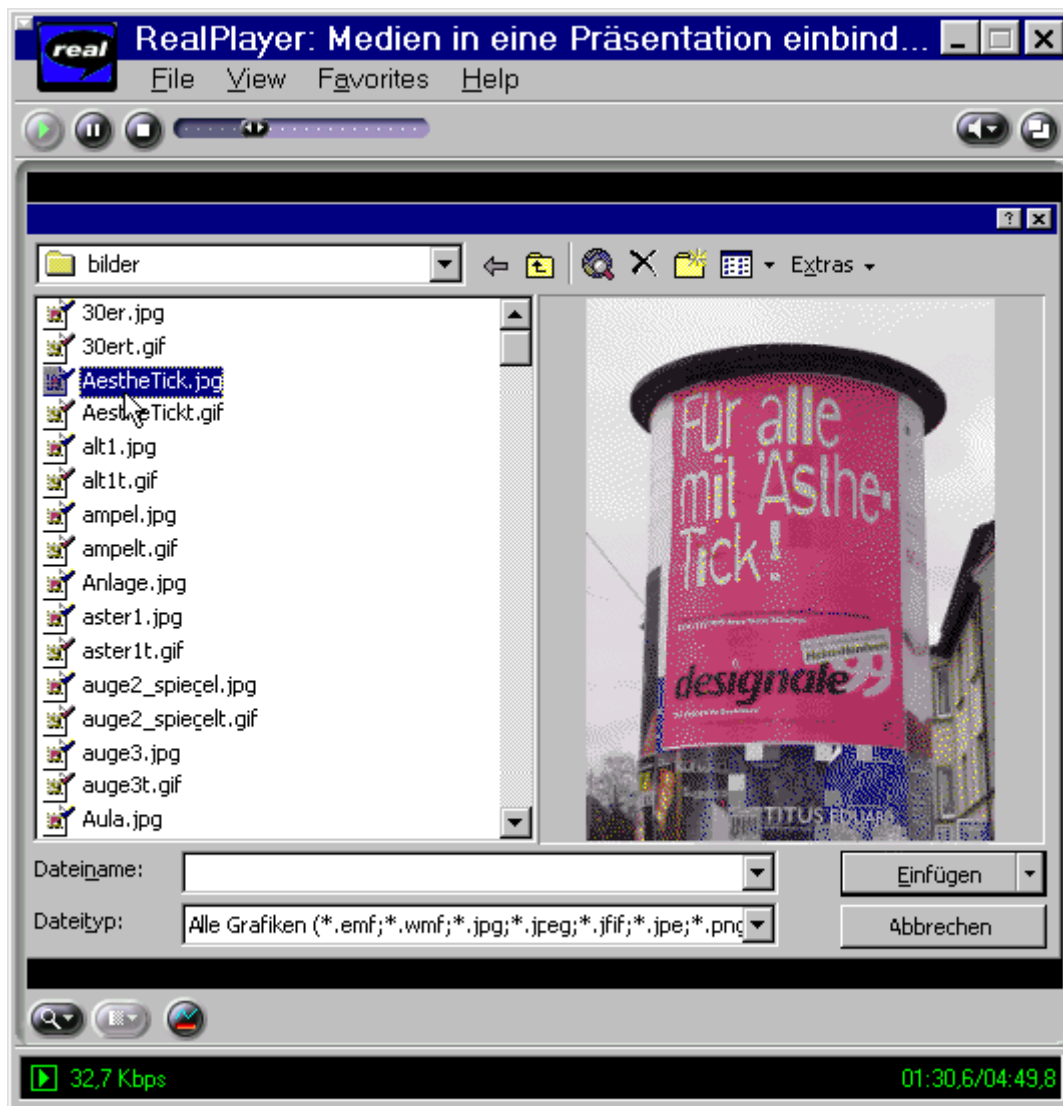 real
RealPlayer: Medien in eine Präsentation einbind...
File View Favorites Help
bilder
Extras
30er.jpg
30ert.gif
AestheTick.jpg
AestheTickt.gif
alt1.jpg
alt1t.gif
ampel.jpg
ampelt.gif
Anlage.jpg
aster1.jpg
aster1t.gif
auge2_spiegel.jpg
auge2_spiegelt.gif
auge3.jpg
auge3t.gif
Aula.jpg
Für alle
mit Ästhe-
Tick!
designale
99
TITUS
Dateiname:
Einfügen
Dateityp:
Alle Grafiken (*.emf;*.wmf;*.jpg;*.jpeg;*.jfif;*.jpe;*.png
Abbrechen
32,7 Kbps
01:30,6/04:49,8